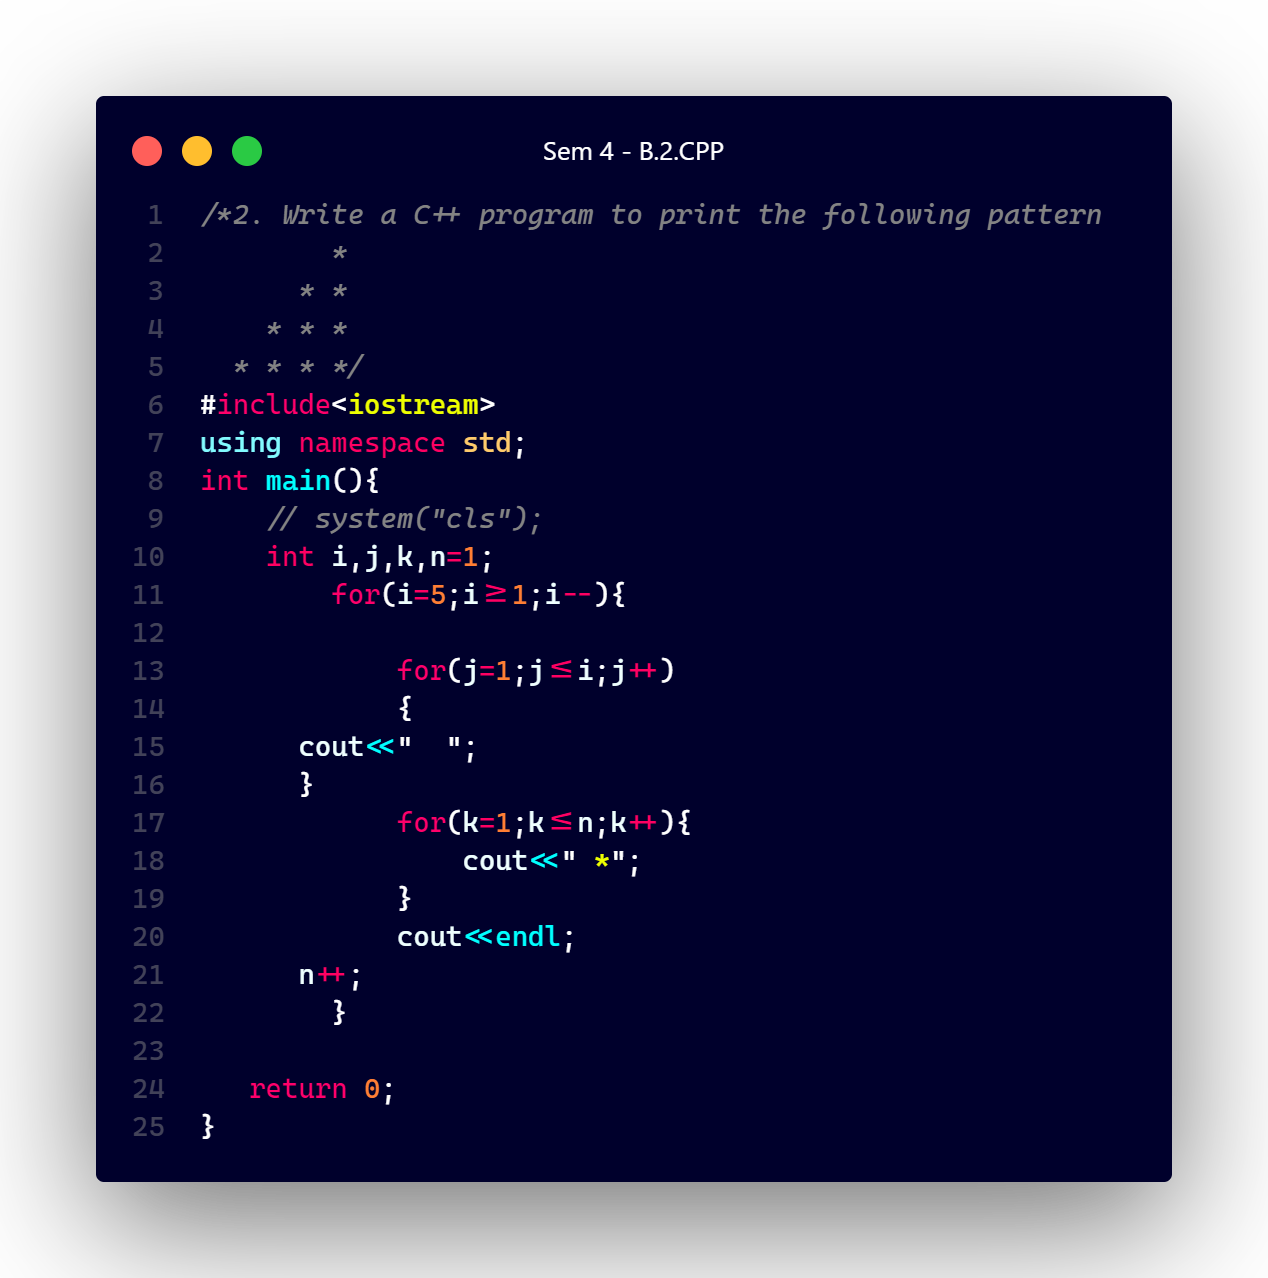 Sem 4 - B.2.CPP
1  /*2. Write a C++ program to print the following pattern
2          *
3        * *
4      * * *
5    * * * */
6  #include<iostream>
7  using namespace std;
8  int main(){
9      // system("cls");
10     int i,j,k,n=1;
11         for(i=5;i>=1;i--){
12
13             for(j=1;j<=i;j++)
14             {
15       cout<<"  ";
16       }
17             for(k=1;k<=n;k++){
18                 cout<<" *";
19             }
20             cout<<endl;
21       n++;
22         }
23
24    return 0;
25 }